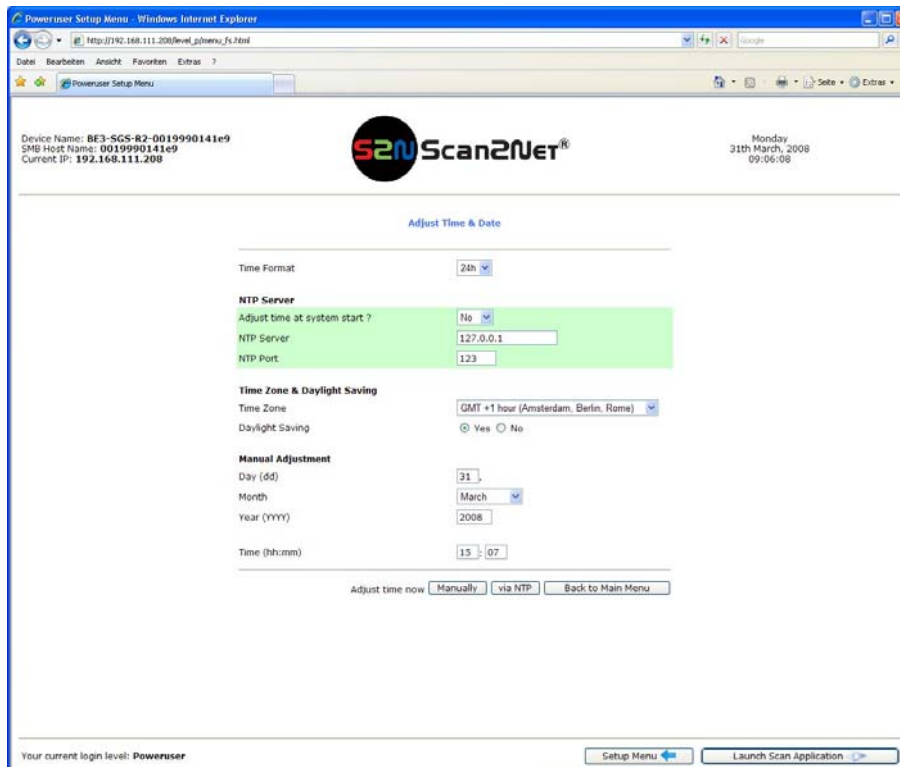 Poweruser Setup Menu - Windows Internet Explorer
http://192.168.111.208/level_p/menu_fs.html
Google
Datei Bearbeiten Ansicht Favoriten Extras ?
Poweruser Setup Menu
Seite Extras
Device Name: BE3-SGS-R2-0019990141e9
SMB Host Name: 0019990141e9
Current IP: 192.168.111.208
S2N Scan2Net®
Monday
31th March, 2008
09:06:08
Adjust Time & Date
Time Format 24h
NTP Server
Adjust time at system start ? No
NTP Server 127.0.0.1
NTP Port 123
Time Zone & Daylight Saving
Time Zone GMT +1 hour (Amsterdam, Berlin, Rome)
Daylight Saving Yes No
Manual Adjustment
Day (dd) 31.
Month March
Year (YYYY) 2008
Time (hh:mm) 15 : 07
Adjust time now Manually via NTP Back to Main Menu
Your current login level: Poweruser Setup Menu Launch Scan Application